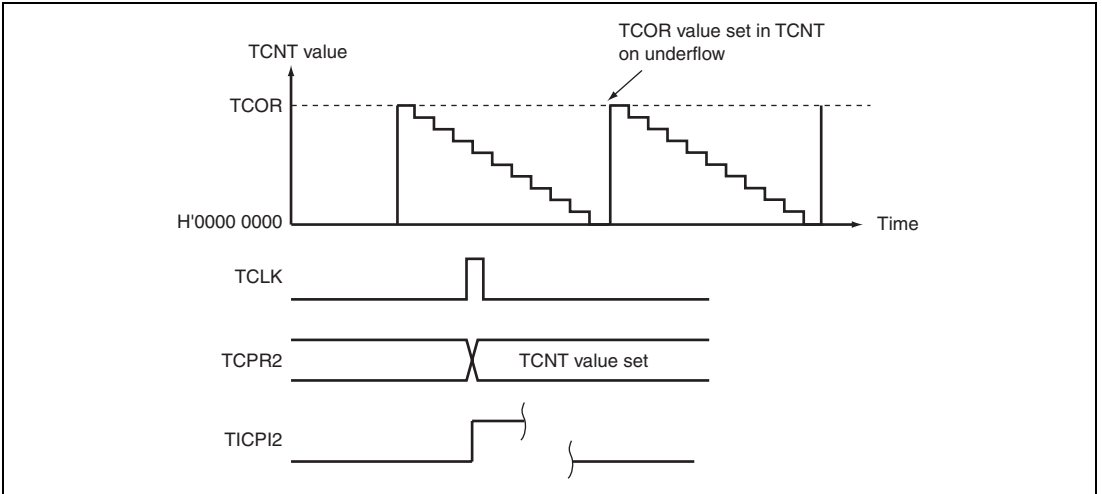 TCOR value set in TCNT
on underflow
TCNT value
TCOR
H'0000 0000
Time
TCLK
TCPR2
TCNT value set
TICPI2